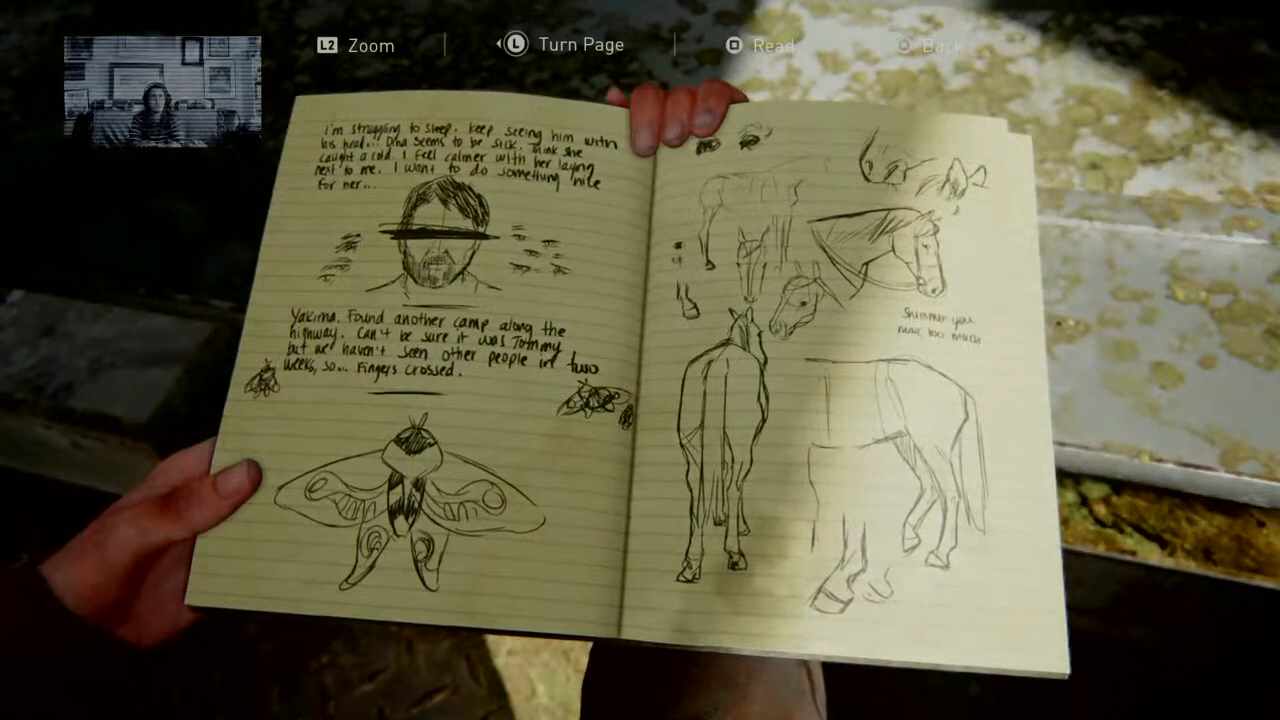 L2 Zoom
L Turn Page
Read
Back
I'm struggling to sleep. Keep seeing him with
his head... Dina seems to be sick. Think she
caught a cold. I feel calmer with her laying
next to me. I want to do something nice
for her...
Yakima. Found another camp along the
highway. Can't be sure it was Tommy
but we haven't seen other people in two
weeks, so... Fingers crossed.
Shimmer you
move too much